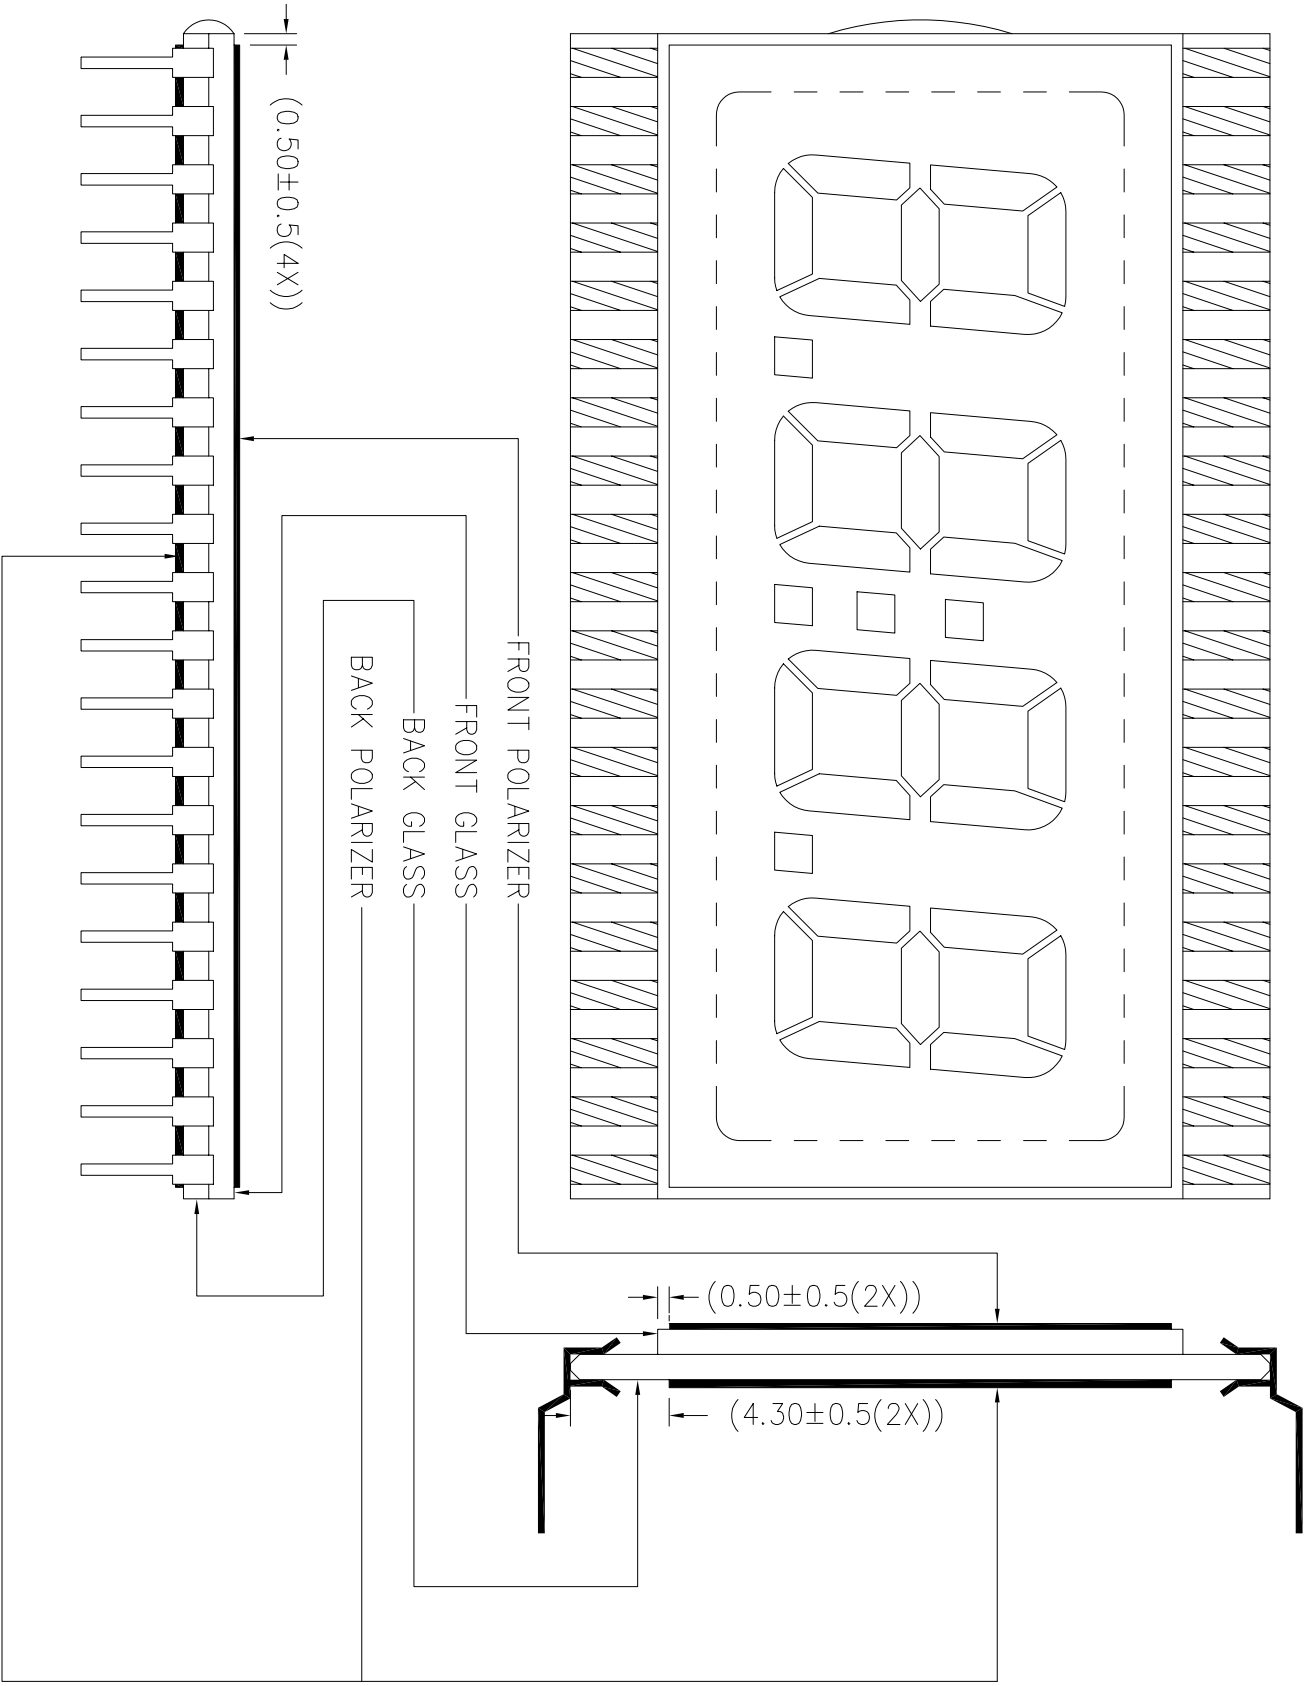 (0.50±0.5(4X))
FRONT POLARIZER
FRONT GLASS
BACK GLASS
BACK POLARIZER
(0.50±0.5(2X))
(4.30±0.5(2X))